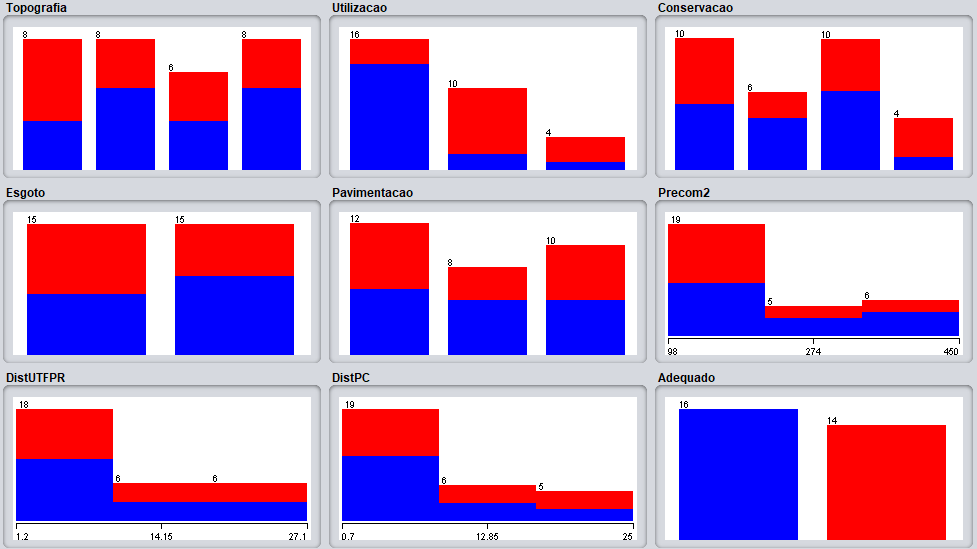 Topografia
8
8
6
8
Utilizacao
16
10
4
Conservacao
10
6
10
4
Esgoto
15
15
Pavimentacao
12
8
10
Precom2
19
5
6
98 274 450
DistUTFPR
18
6
6
1.2 14.15 27.1
DistPC
19
6
5
0.7 12.85 25
Adequado
16
14